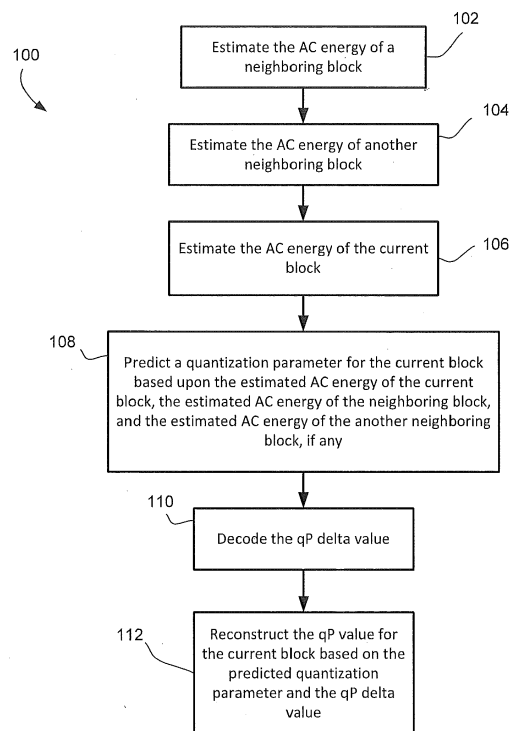 102
Estimate the AC energy of a
neighboring block
100
104
Estimate the AC energy of another
neighboring block
Estimate the AC energy of the current
block
106
108
Predict a quantization parameter for the current block
based upon the estimated AC energy of the current
block, the estimated AC energy of the neighboring block,
and the estimated AC energy of the another neighboring
block, if any
110
Decode the qP delta value
112
Reconstruct the qP value for
the current block based on the
predicted quantization
parameter and the qP delta
value